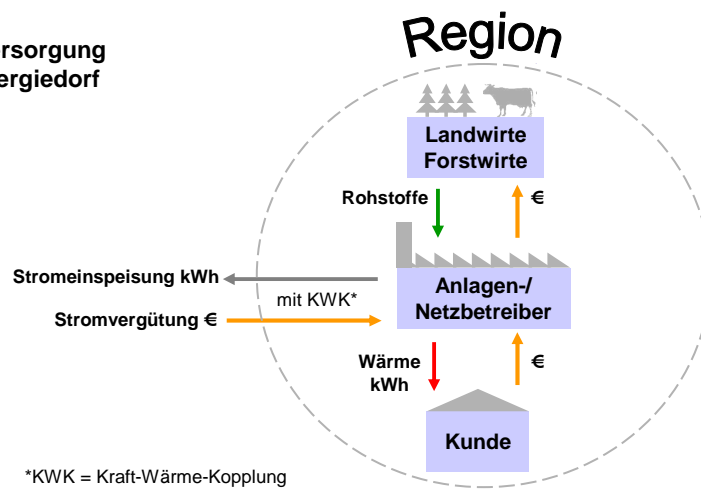 Region
ersorgung
ergiedorf
Landwirte
Forstwirte
Rohstoffe
€
Stromeinspeisung kWh
mit KWK*
Stromvergütung €
Anlagen-/
Netzbetreiber
Wärme
kWh
€
Kunde
*KWK = Kraft-Wärme-Kopplung